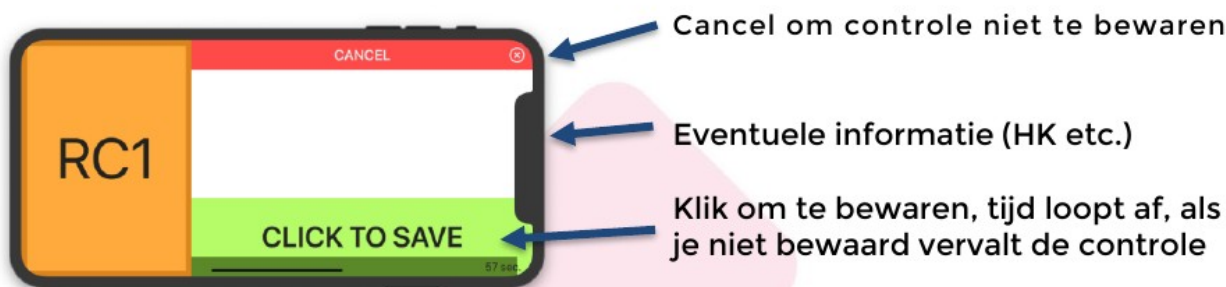 Cancel om controle niet te bewaren
CANCEL
RC1
Eventuele informatie (HK etc.)
Klik om te bewaren, tijd loopt af, als
je niet bewaard vervalt de controle
CLICK TO SAVE
57 sec.